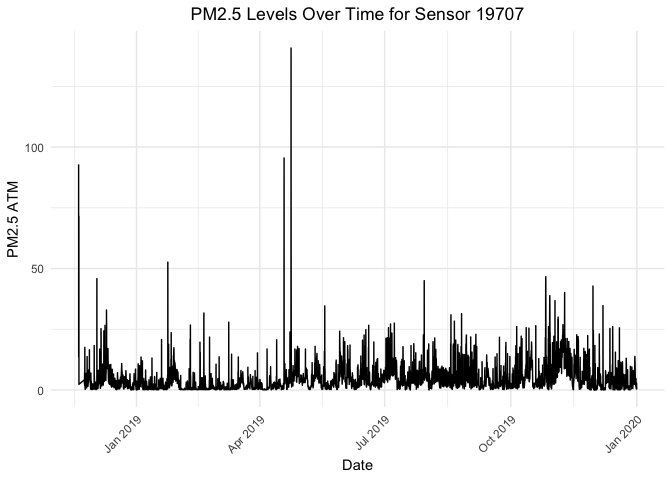 PM2.5 Levels Over Time for Sensor 19707
PM2.5 ATM
100
50
0
Jan 2019
Apr 2019
Jul 2019
Oct 2019
Jan 2020
Date